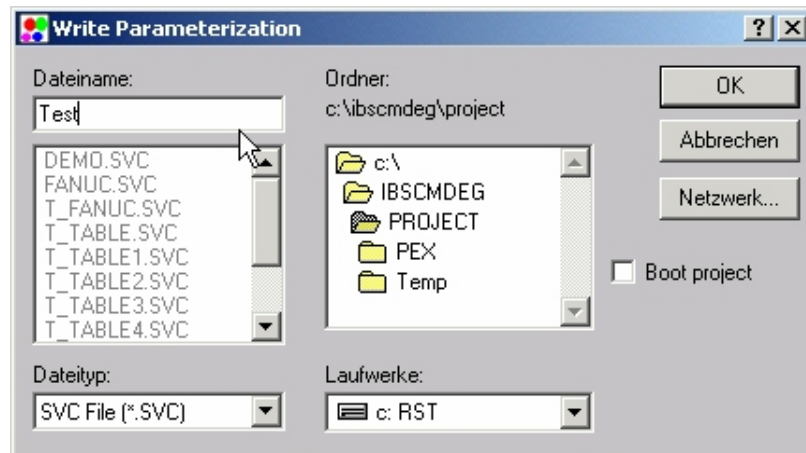 Write Parameterization
Dateiname:
Test
DEMO.SVC
FANUC.SVC
T_FANUC.SVC
T_TABLE.SVC
T_TABLE1.SVC
T_TABLE2.SVC
T_TABLE3.SVC
T_TABLE4.SVC
Dateityp:
SVC File (*.SVC)
Ordner:
c:\ibscmdeg\project
c:\
IBSCMDEG
PROJECT
PEX
Temp
Laufwerke:
c: RST
OK
Abbrechen
Netzwerk...
Boot project